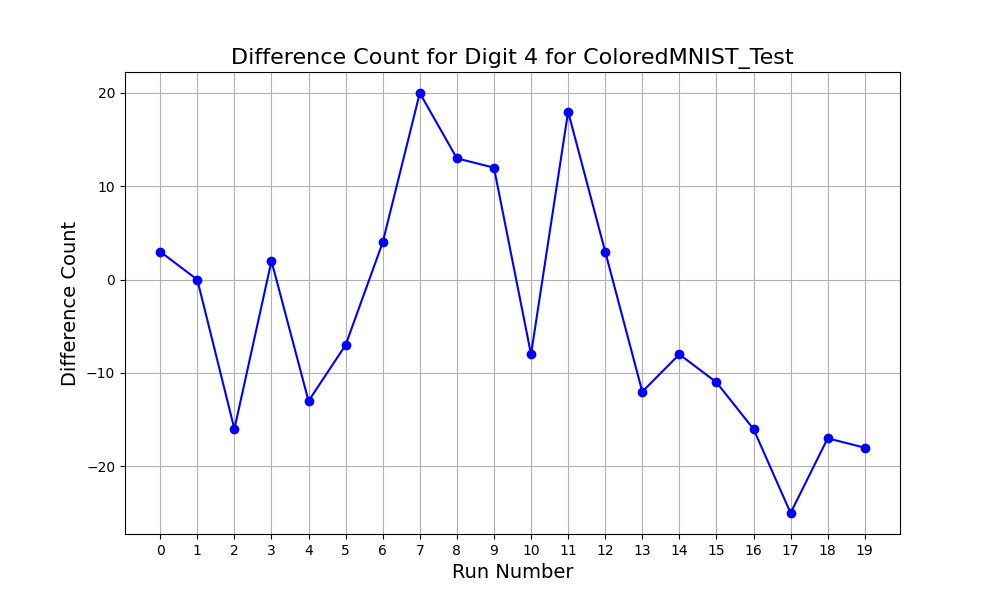 Difference Count for Digit 4 for ColoredMNIST_Test
Difference Count
20
10
0
−10
−20
0 1 2 3 4 5 6 7 8 9 10 11 12 13 14 15 16 17 18 19
Run Number